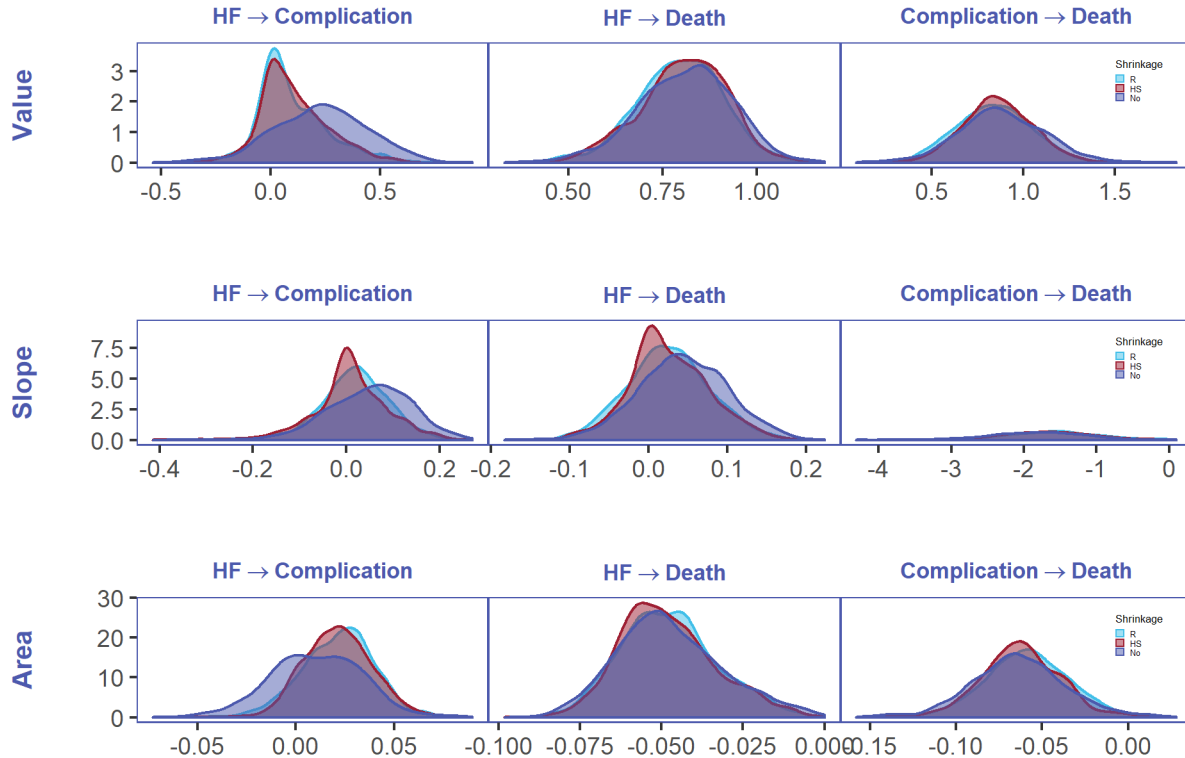 HF → Complication
HF → Death
Complication → Death
Value
3
2
1
0
Shrinkage
R
HS
No
-0.5 0.0 0.5
0.50 0.75 1.00
0.5 1.0 1.5
HF → Complication
HF → Death
Complication → Death
Slope
7.5
5.0
2.5
0.0
Shrinkage
R
HS
No
-0.4 -0.2 0.0 0.2
-0.2 -0.1 0.0 0.1 0.2
-4 -3 -2 -1 0
HF → Complication
HF → Death
Complication → Death
Area
30
20
10
0
Shrinkage
R
HS
No
-0.05 0.00 0.05
-0.100 -0.075 -0.050 -0.025 0.000
-0.15 -0.10 -0.05 0.00